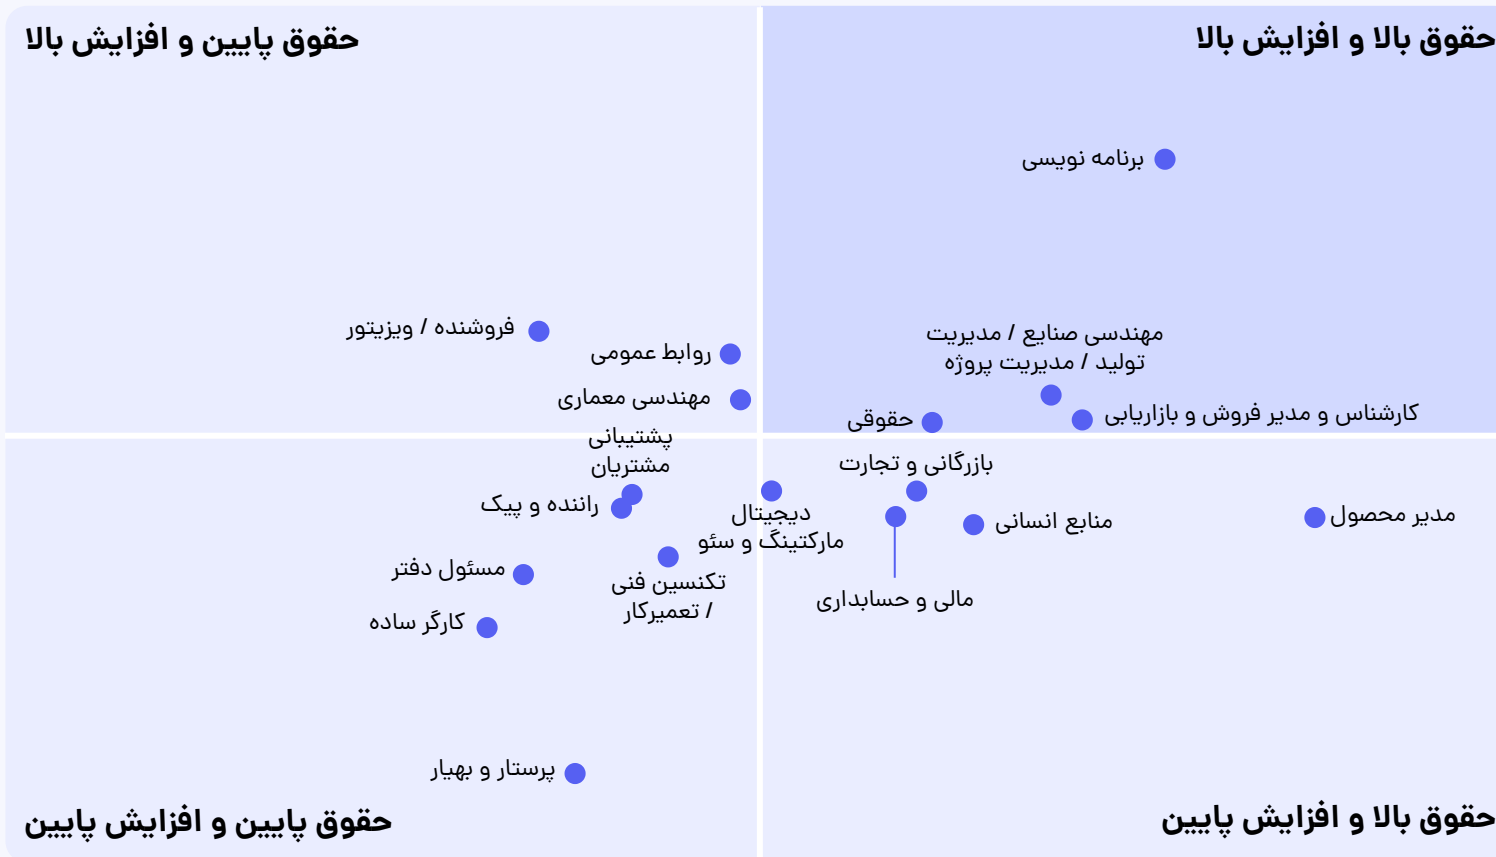 حقوق بالا و افزایش بالا
حقوق پایین و افزایش بالا
برنامه نویسی
فروشنده / ویزیتور
روابط عمومی
مهندسی معماری
مهندسی صنایع / مدیریت
تولید / مدیریت پروژه
کارشناس و مدیر فروش و بازاریابی
حقوقی
پشتیبانی
مشتریان
راننده و پیک
بازرگانی و تجارت
دیجیتال
مارکتینگ و سئو
منابع انسانی
مدیر محصول
مسئول دفتر
تکنسین فنی
/ تعمیرکار
مالی و حسابداری
کارگر ساده
پرستار و بهیار
حقوق بالا و افزایش پایین
حقوق پایین و افزایش پایین